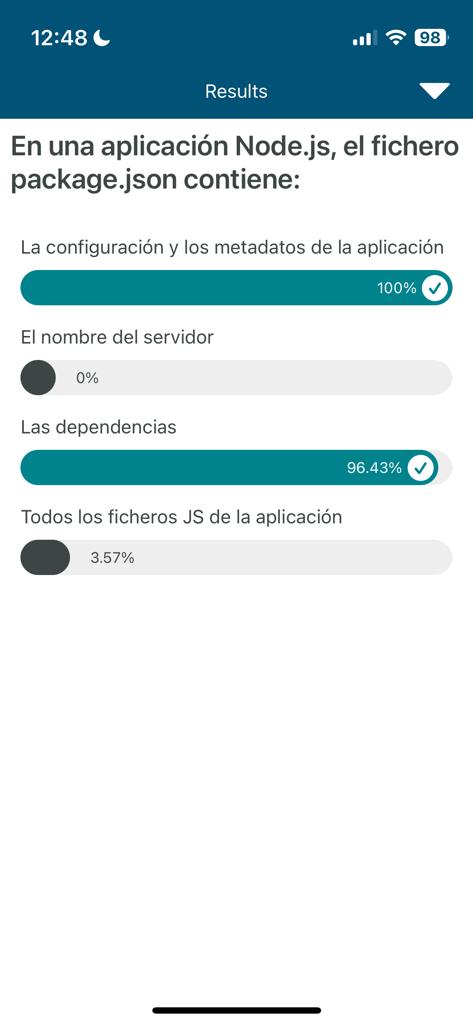 12:48
98
Results
En una aplicación Node.js, el fichero
package.json contiene:
La configuración y los metadatos de la aplicación
100%
El nombre del servidor
0%
Las dependencias
96.43%
Todos los ficheros JS de la aplicación
3.57%